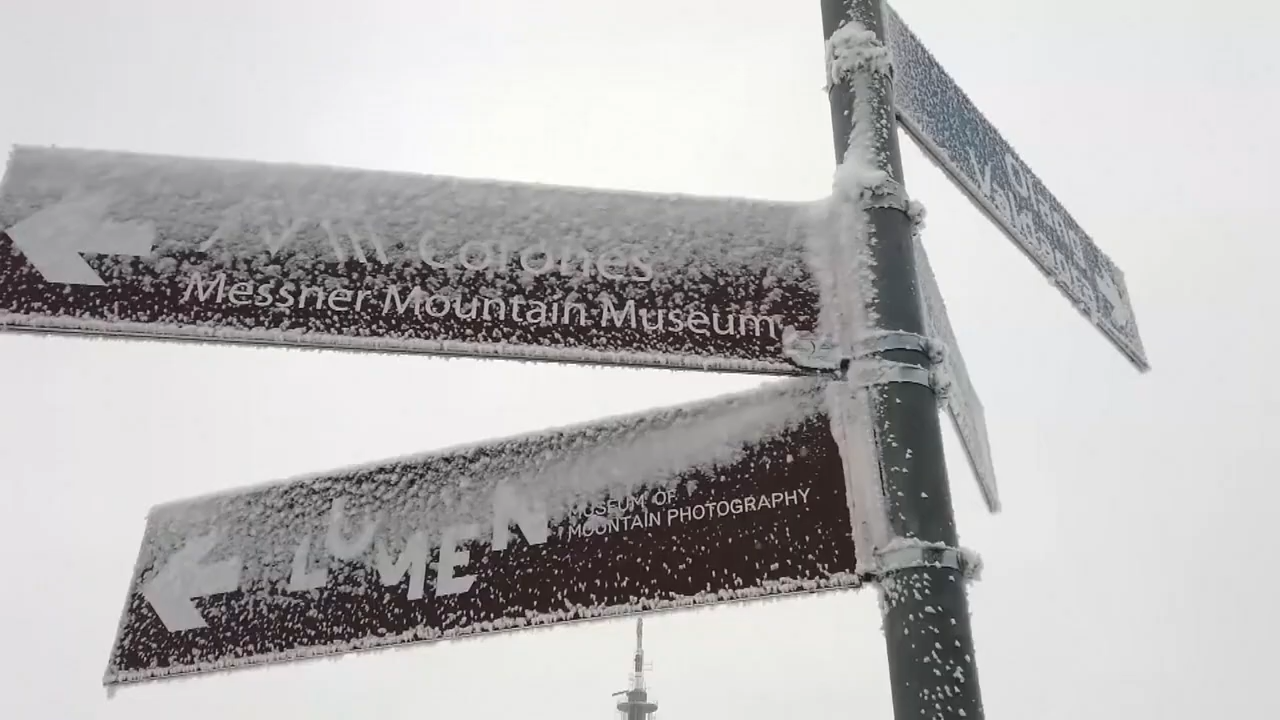 Corones
Messner Mountain Museum
LUMEN
MUSEUM OF
MOUNTAIN PHOTOGRAPHY